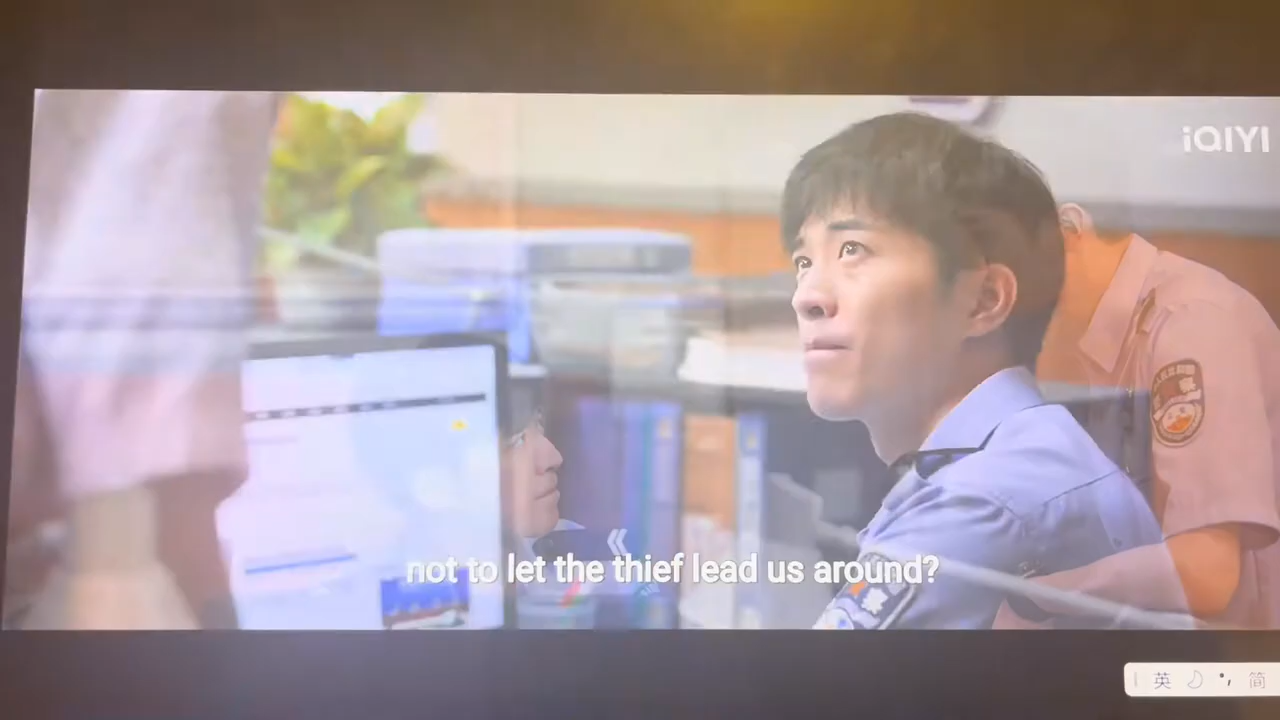 iQIYI
not to let the thief lead us around?
英 简